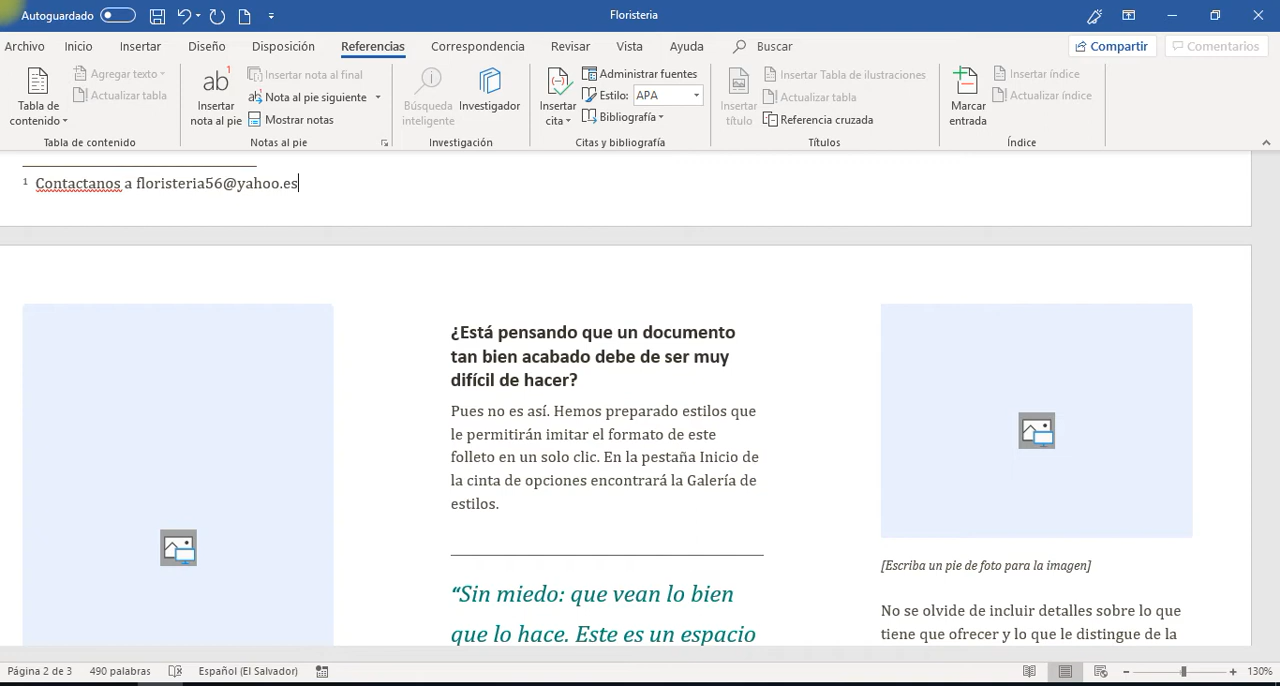 Autoguardado
Floristeria
Archivo Inicio Insertar Diseño Disposición Referencias Correspondencia Revisar Vista Ayuda Buscar Compartir Comentarios
Tabla de contenido
Agregar texto
Actualizar tabla
Tabla de contenido
ab1
Insertar nota al pie
Insertar nota al final
Nota al pie siguiente
Mostrar notas
Notas al pie
Búsqueda inteligente
Investigador
Investigación
Insertar cita
Administrar fuentes
Estilo: APA
Bibliografía
Citas y bibliografía
Insertar título
Insertar Tabla de ilustraciones
Actualizar tabla
Referencia cruzada
Títulos
Marcar entrada
Insertar índice
Actualizar índice
Índice
1 Contactanos a floristeria56@yahoo.es
¿Está pensando que un documento
tan bien acabado debe de ser muy
difícil de hacer?
Pues no es así. Hemos preparado estilos que
le permitirán imitar el formato de este
folleto en un solo clic. En la pestaña Inicio de
la cinta de opciones encontrará la Galería de
estilos.
“Sin miedo: que vean lo bien
que lo hace. Este es un espacio
[Escriba un pie de foto para la imagen]
No se olvide de incluir detalles sobre lo que
tiene que ofrecer y lo que le distingue de la
Página 2 de 3 490 palabras Español (El Salvador) 130%